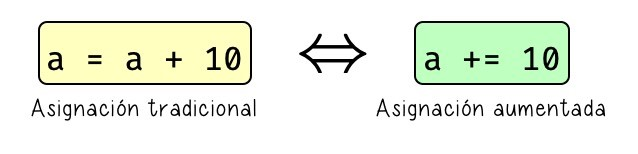 a = a + 10
a += 10
Asignación tradicional
Asignación aumentada